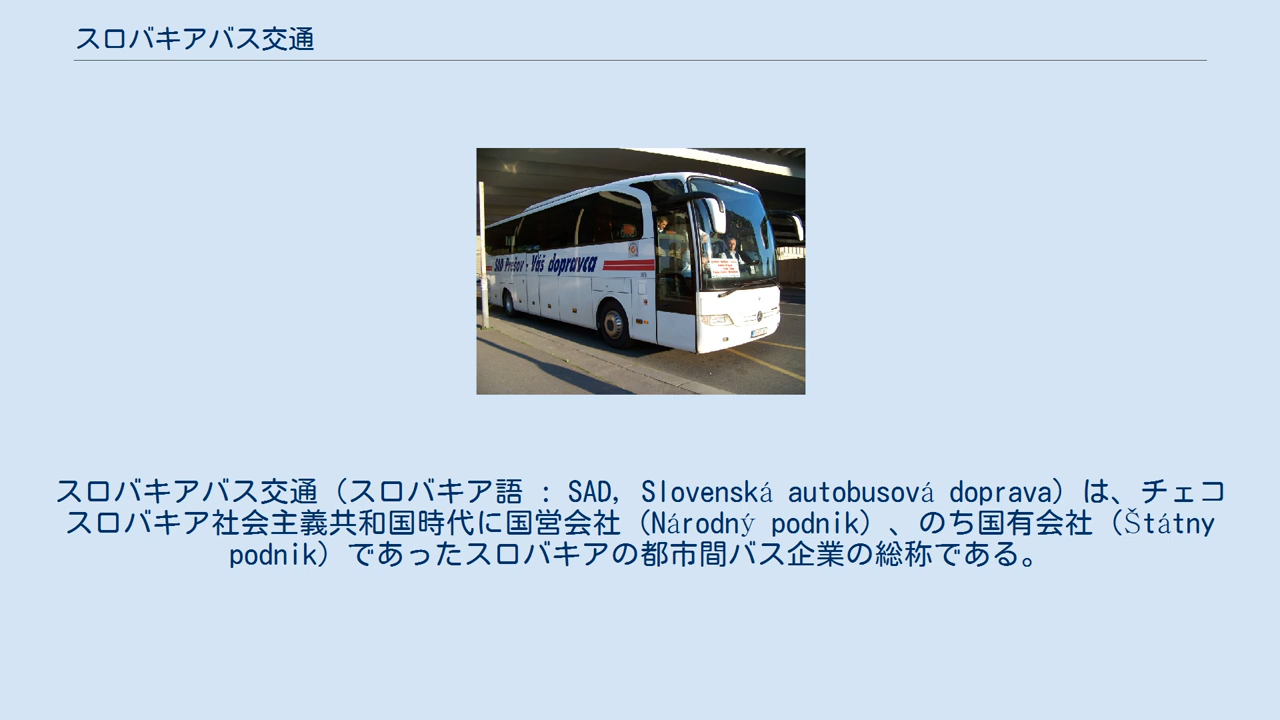 スロバキアバス交通
SAD Prešov - Váš dopravca
スロバキアバス交通（スロバキア語 : SAD, Slovenská autobusová doprava）は、チェコ
スロバキア社会主義共和国時代に国営会社（Národný podnik）、のち国有会社（Štátny
podnik）であったスロバキアの都市間バス企業の総称である。